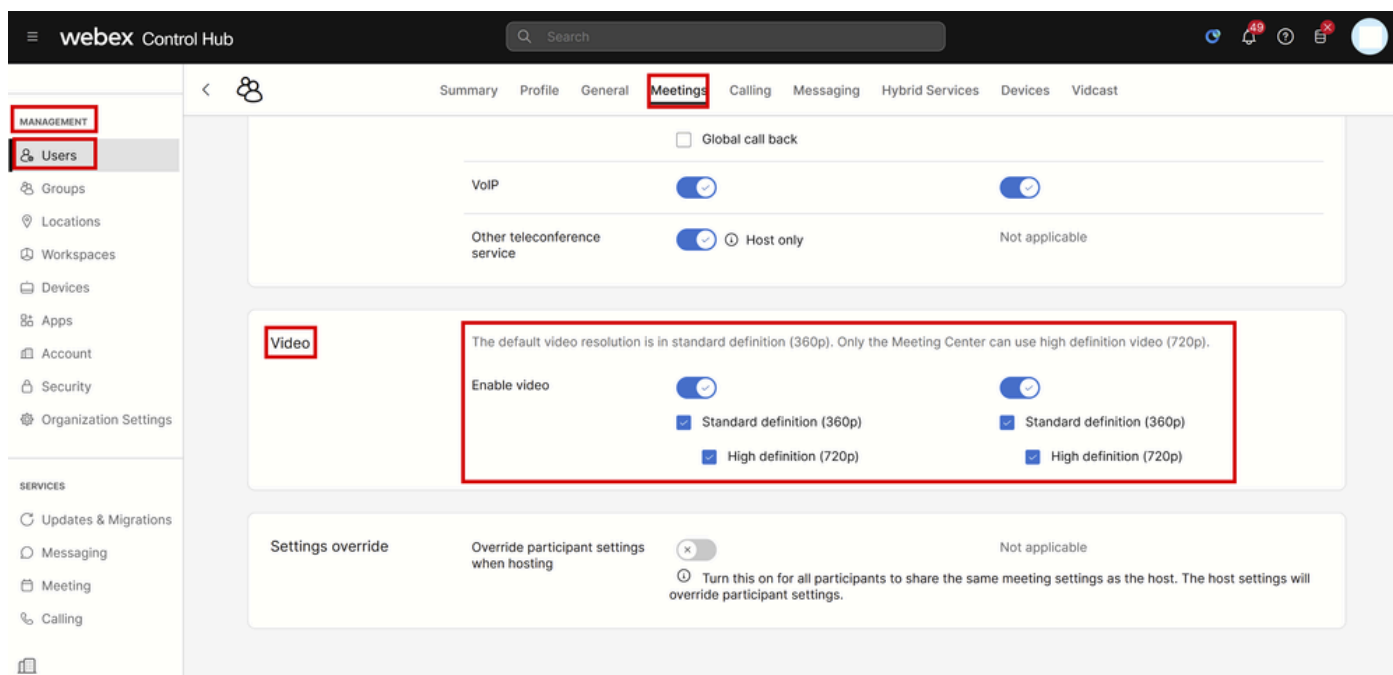 webex Control Hub
Search
49
Summary Profile General Meetings Calling Messaging Hybrid Services Devices Vidcast
MANAGEMENT
Users
Groups
Locations
Workspaces
Devices
Apps
Account
Security
Organization Settings
SERVICES
Updates & Migrations
Messaging
Meeting
Calling
Global call back
VoIP
Other teleconference
service
Host only
Not applicable
Video
The default video resolution is in standard definition (360p). Only the Meeting Center can use high definition video (720p).
Enable video
Standard definition (360p) Standard definition (360p)
High definition (720p) High definition (720p)
Settings override
Override participant settings
when hosting
Not applicable
Turn this on for all participants to share the same meeting settings as the host. The host settings will
override participant settings.